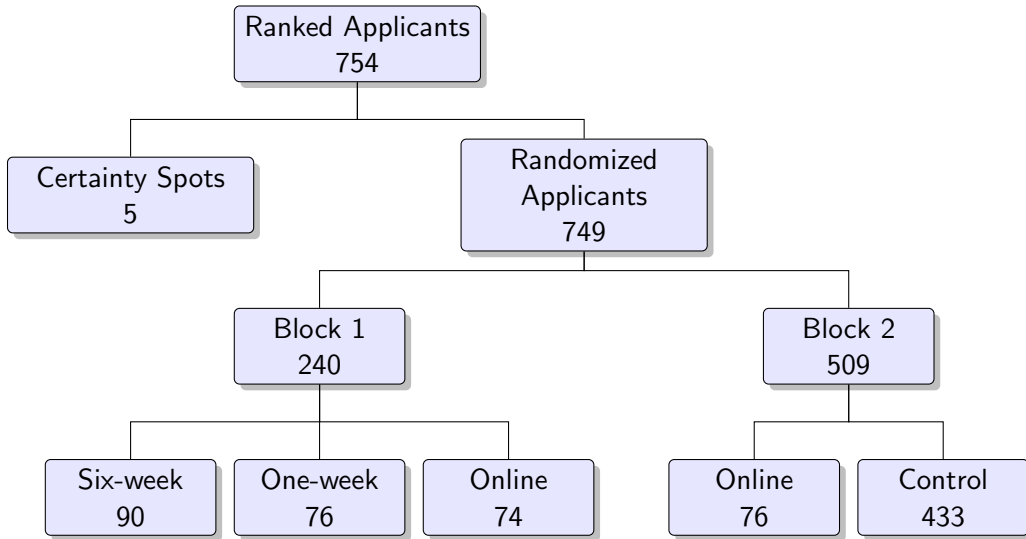 Ranked Applicants
754
Certainty Spots
5
Randomized
Applicants
749
Block 1
240
Block 2
509
Six-week
90
One-week
76
Online
74
Online
76
Control
433